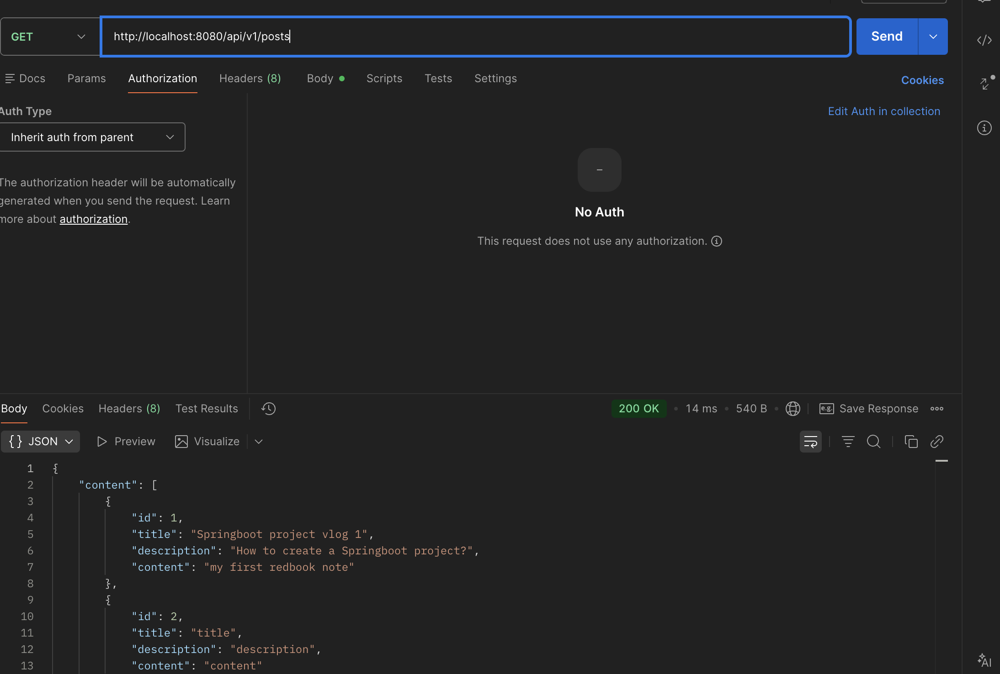 GET
http://localhost:8080/api/v1/posts
Send
Docs Params Authorization Headers (8) Body Scripts Tests Settings Cookies
Auth Type
Edit Auth in collection
Inherit auth from parent
The authorization header will be automatically
generated when you send the request. Learn
more about authorization.
No Auth
This request does not use any authorization.
Body Cookies Headers (8) Test Results 200 OK • 14 ms • 540 B • e.g. Save Response
{} JSON Preview Visualize
1 {
2 "content": [
3 {
4 "id": 1,
5 "title": "Springboot project vlog 1",
6 "description": "How to create a Springboot project?",
7 "content": "my first redbook note"
8 },
9 {
10 "id": 2,
11 "title": "title",
12 "description": "description",
13 "content": "content"
AI